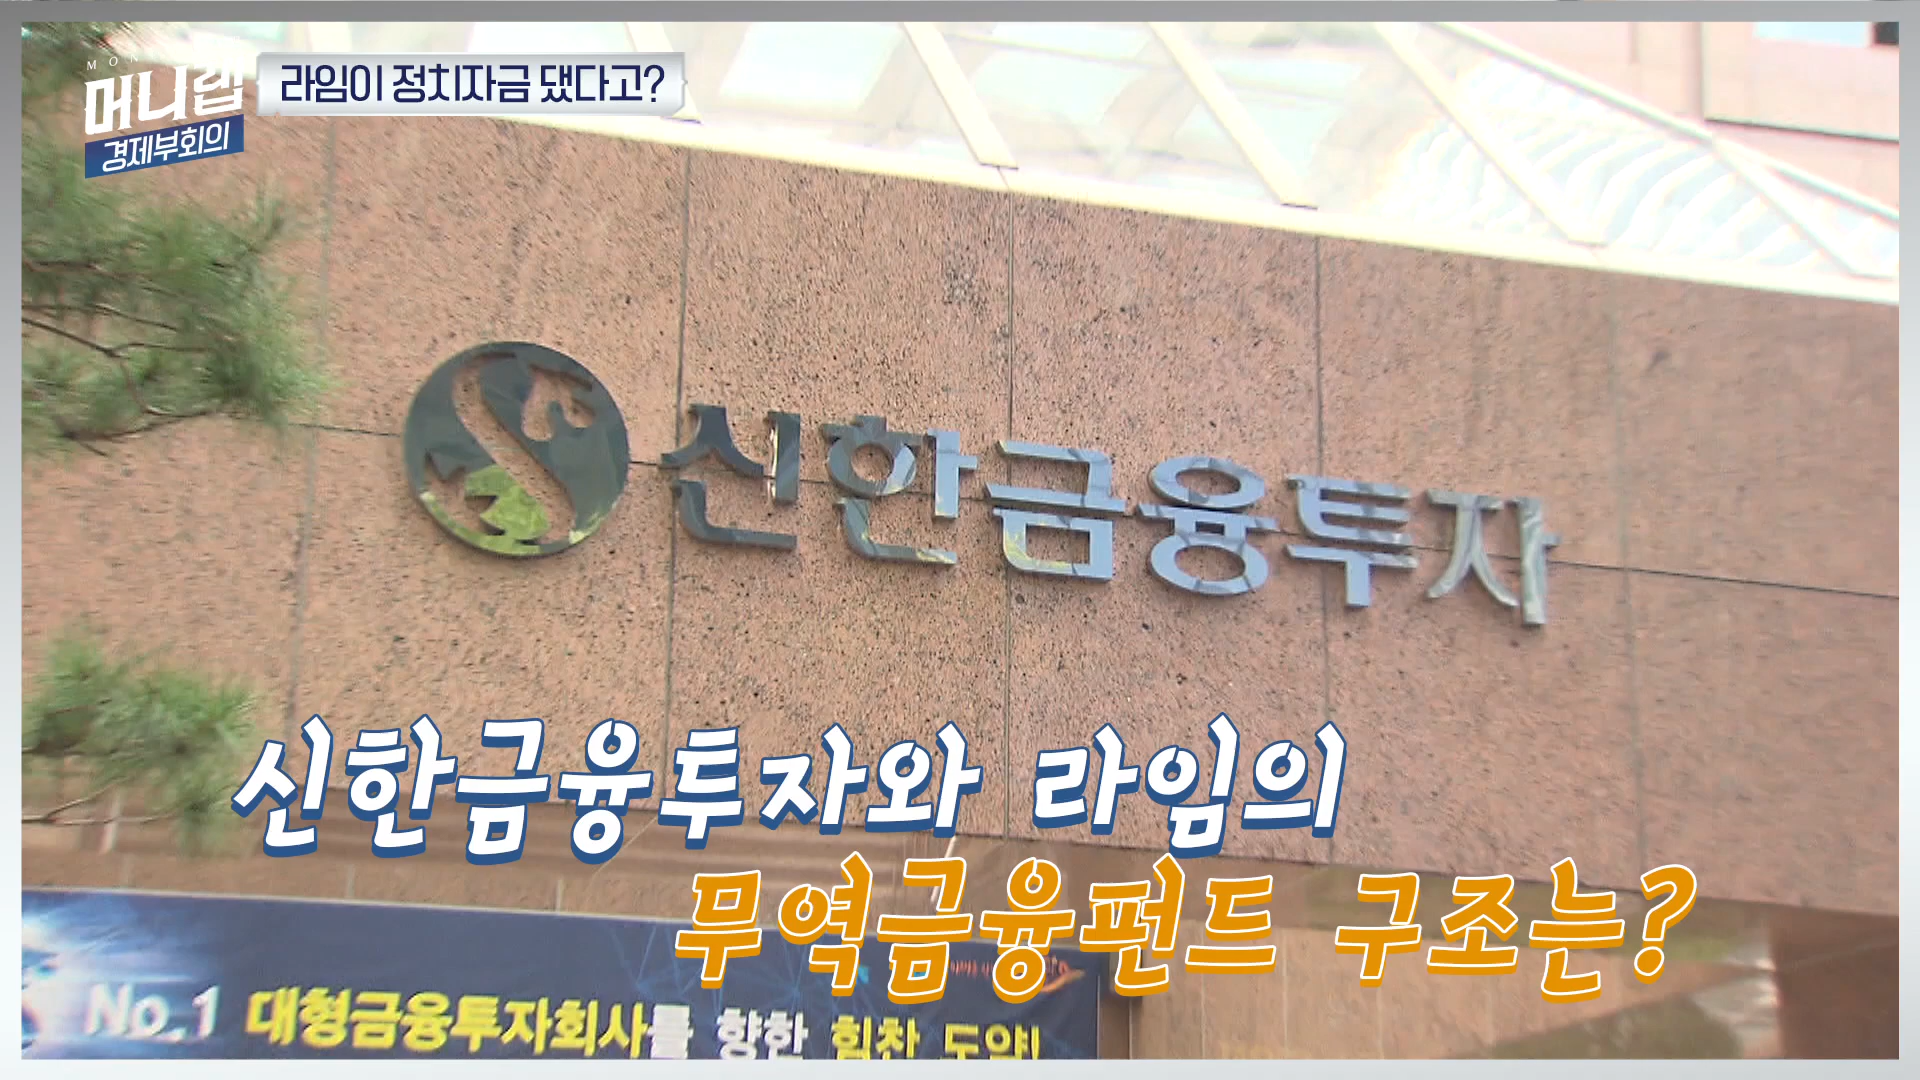 MON
머니랩
경제부회의
라임이 정치자금 됐다고?
신한금융투자
신한금융투자와 라임의
무역금융펀드 구조는?
No.1 대형금융투자회사를 향한 힘찬 도약!